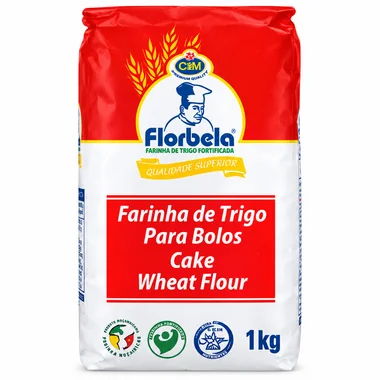 CIM
PREMIUM QUALITY
Florbela®
FARINHA DE TRIGO FORTIFICADA
QUALIDADE SUPERIOR
Farinha de Trigo
Para Bolos
Cake
Wheat Flour
1kg